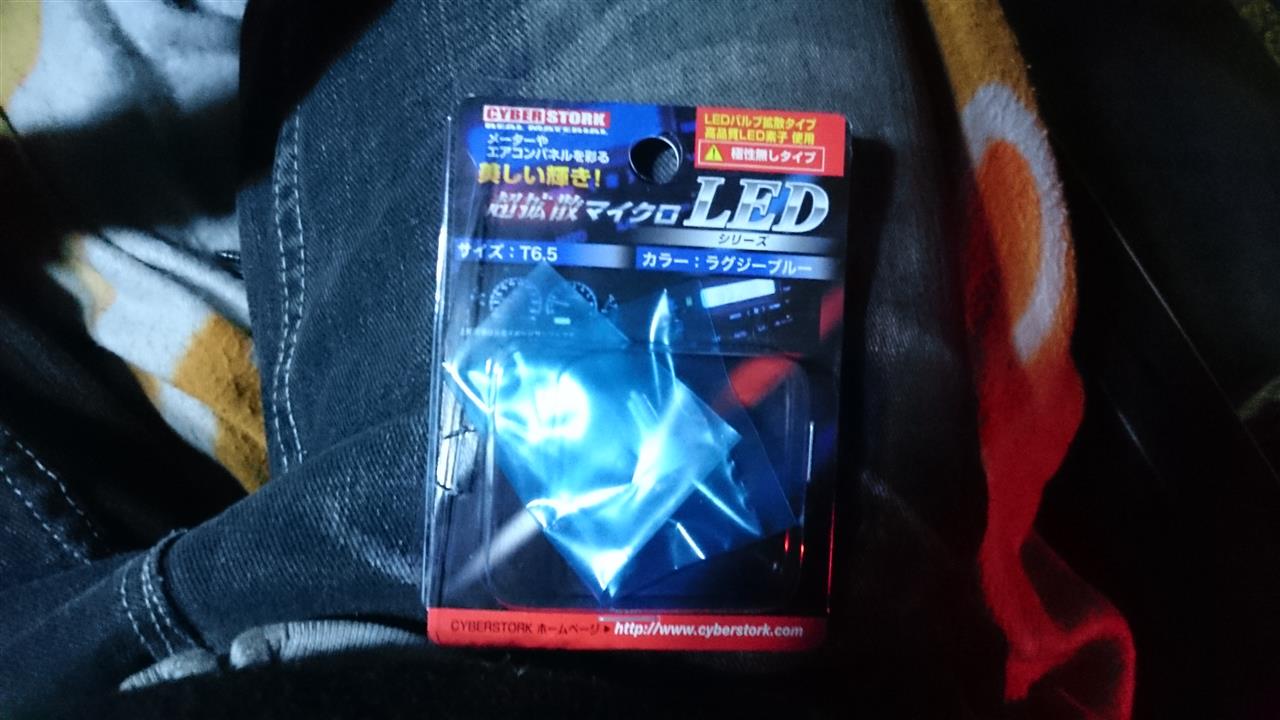 CYBERSTORK
REAL MATERIAL
メーターや
エアコンパネルを彩る
美しい輝き!
超拡散マイクロLED
シリーズ
LEDバルブ拡散タイプ
高品質LED素子 使用
極性無しタイプ
サイズ:T6.5
カラー:ラグジーブルー
CYBERSTORK ホームページ▶http://www.cyberstork.com